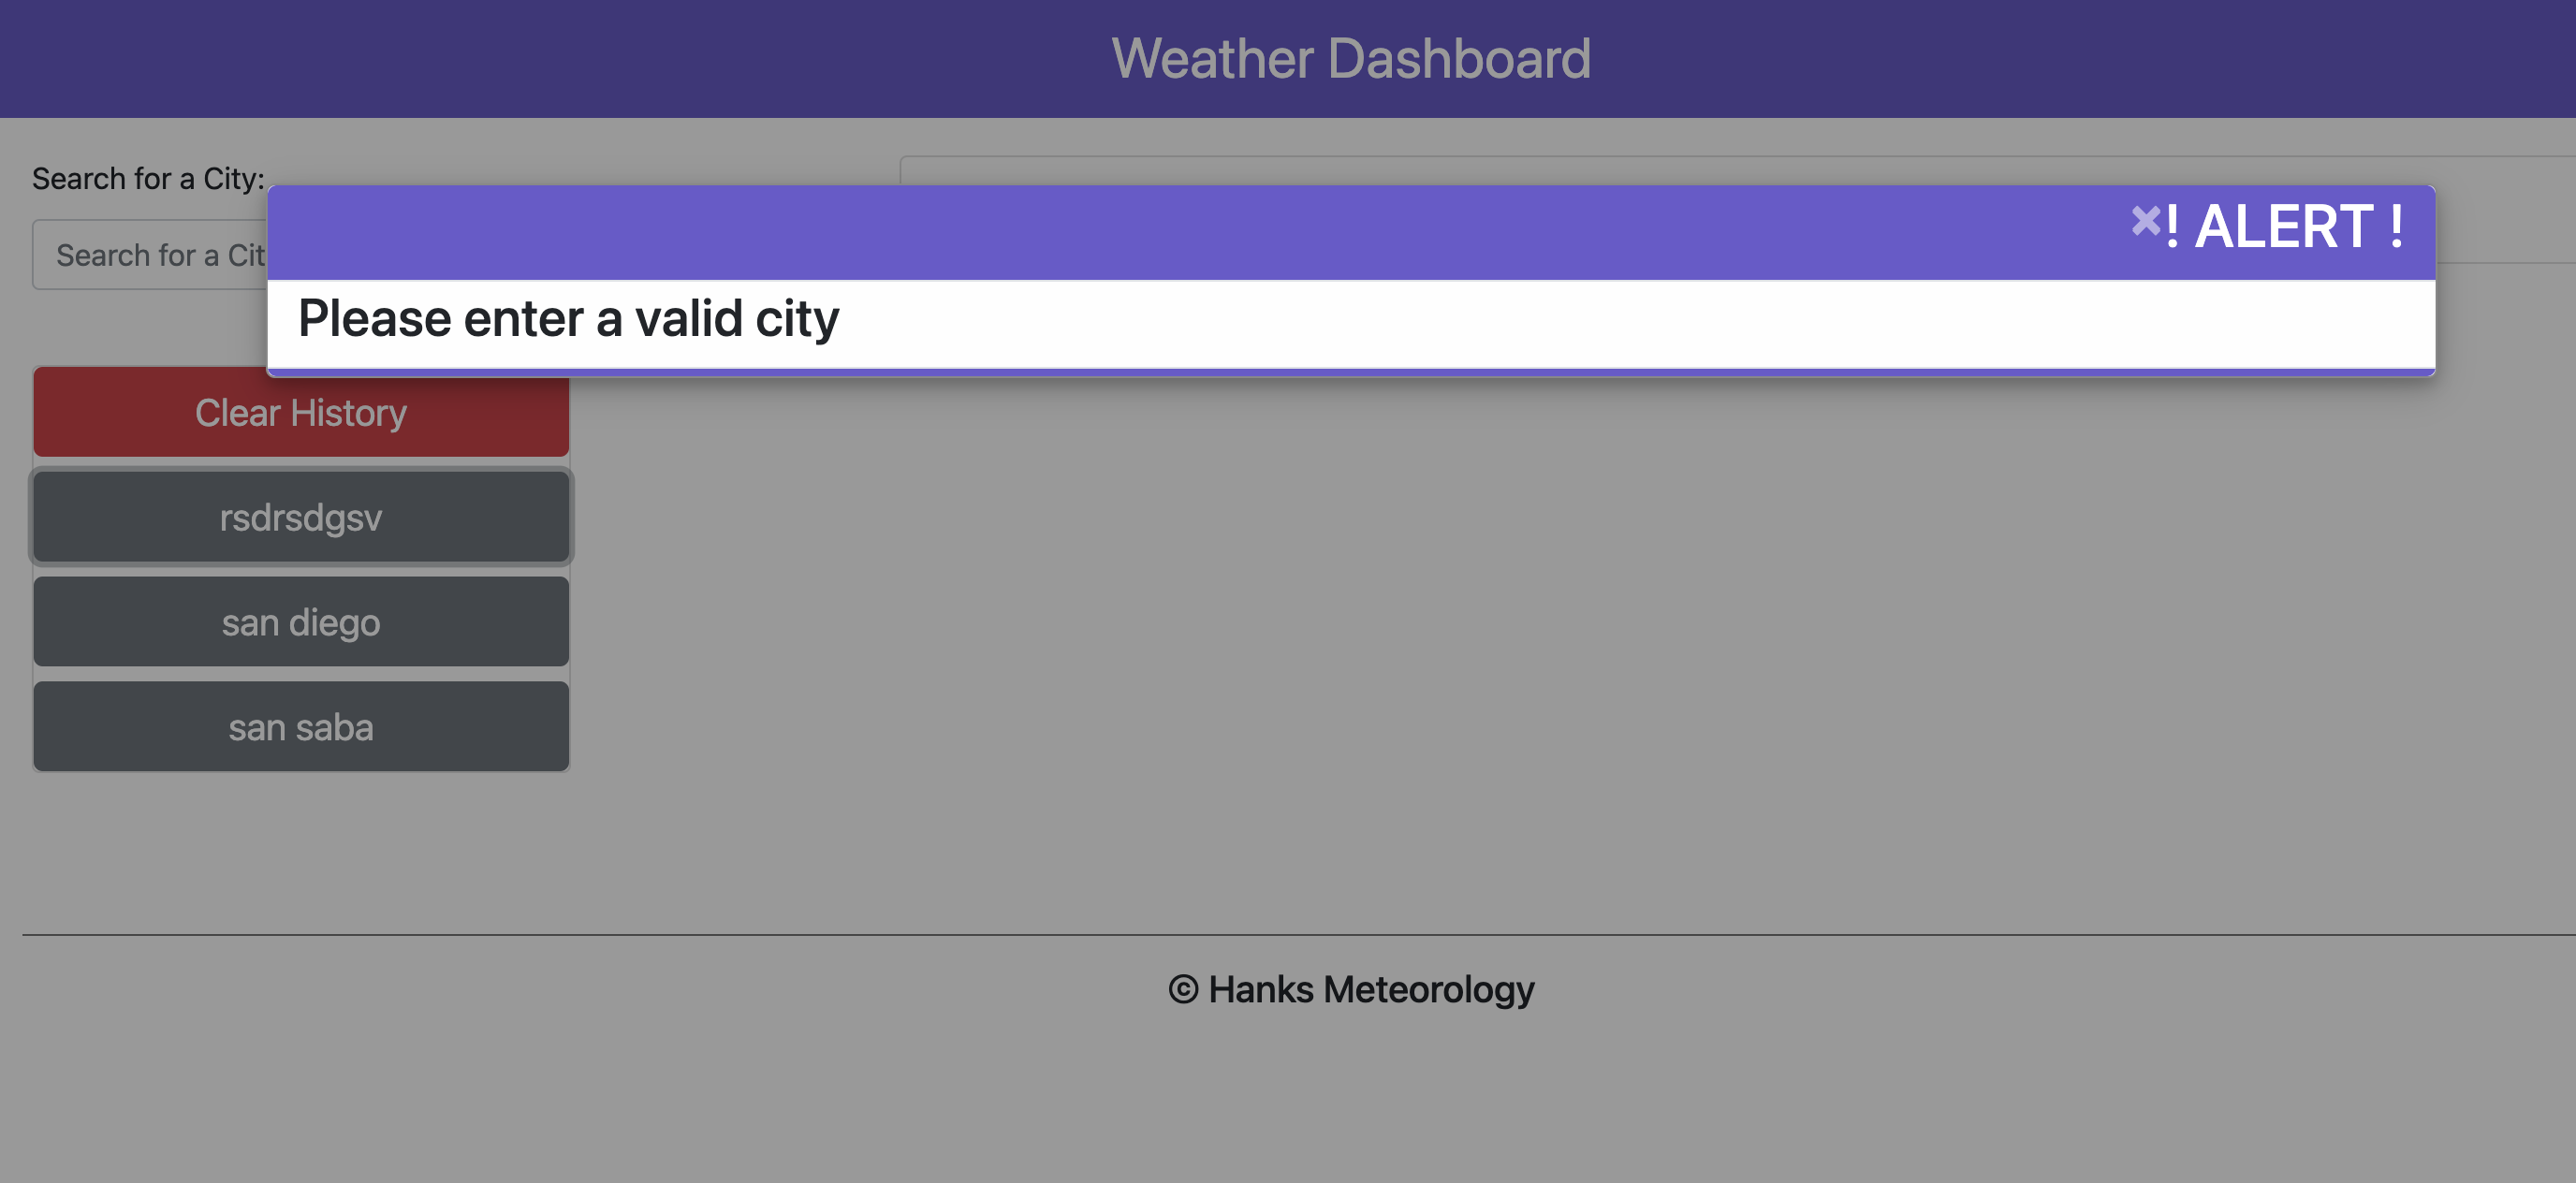 Weather Dashboard
Search for a City:
Search for a Cit
×! ALERT !
Please enter a valid city
Clear History
rsdrsdgsv
san diego
san saba
© Hanks Meteorology